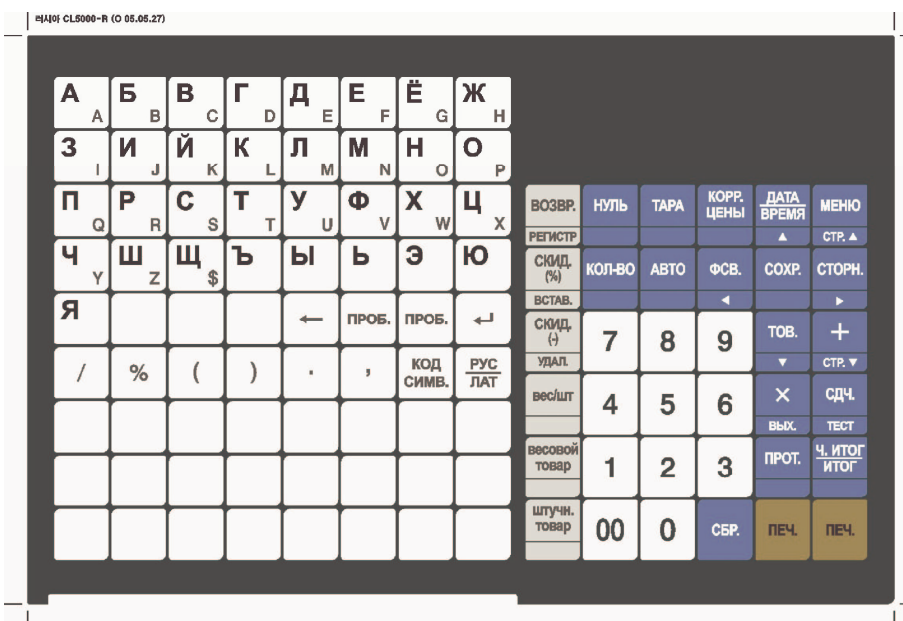 러시아 CL5000-R (O 05.05.27)
А A Б B В C Г D Д E Е F Ё G Ж H
З I И J Й K К L Л M М N Н O О P
П Q Р R С S Т T У U Ф V Х W Ц X
Ч Y Ш Z Щ $ Ъ Ы Ь Э Ю
Я ← ПРОБ. ПРОБ. ↵
/ % ( ) . , КОД СИМВ. РУС ЛАТ
ВОЗВР. НУЛЬ ТАРА КОРР. ЦЕНЫ ДАТА ВРЕМЯ МЕНЮ
РЕГИСТР ▲ СТР. ▲
СКИД. (%) КОЛ-ВО АВТО ФСВ. СОХР. СТОРН.
ВСТАВ. ◀ ▶
СКИД. (-) 7 8 9 ТОВ. +
УДАЛ. ▼ СТР. ▼
вес/шт 4 5 6 × СДЧ.
ВЫХ. ТЕСТ
весовой товар 1 2 3 ПРОТ. Ч. ИТОГ ИТОГ
штучн. товар 00 0 СБР. ПЕЧ. ПЕЧ.